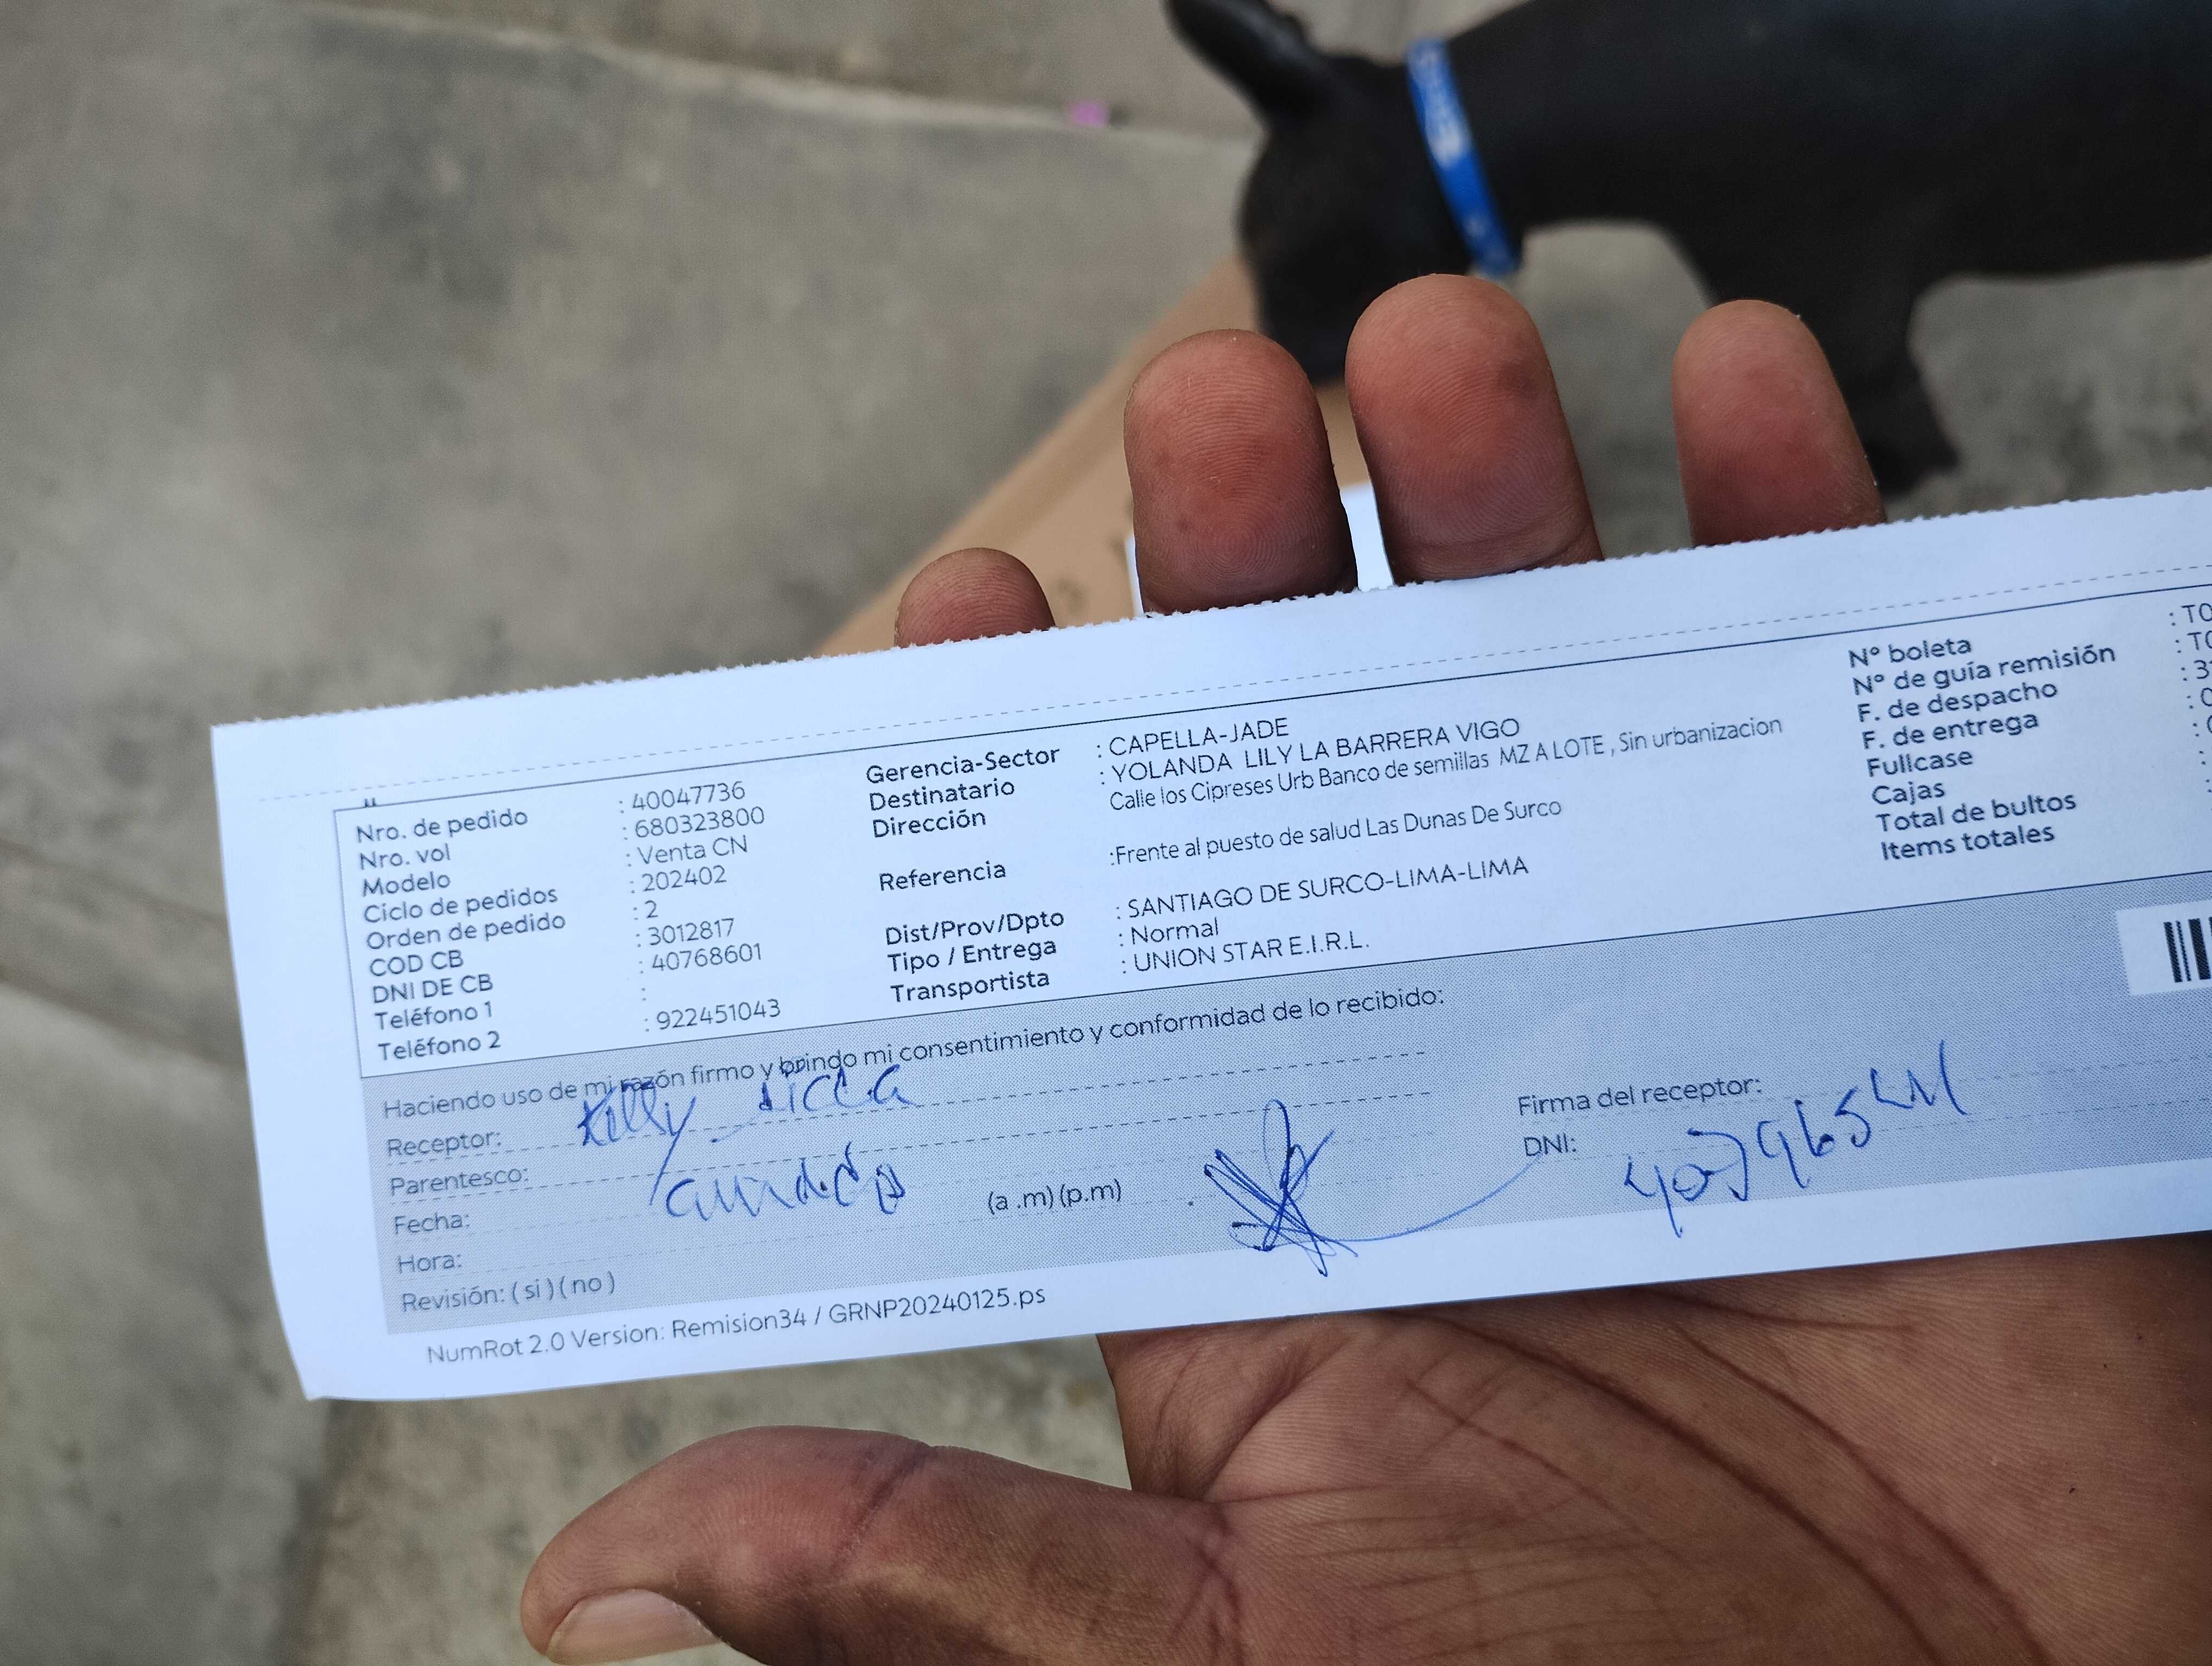 Nro. de pedido : 40047736
Nro. vol : 680323800
Modelo : Venta CN
Ciclo de pedidos : 202402
Orden de pedido : 2
COD CB : 3012817
DNI DE CB : 40768601
Teléfono 1 :
Teléfono 2 : 922451043
Gerencia-Sector : CAPELLA-JADE
Destinatario : YOLANDA LILY LA BARRERA VIGO
Dirección Calle los Cipreses Urb Banco de semillas MZ A LOTE , Sin urbanizacion
Referencia :Frente al puesto de salud Las Dunas De Surco
Dist/Prov/Dpto : SANTIAGO DE SURCO-LIMA-LIMA
Tipo / Entrega : Normal
Transportista : UNION STAR E.I.R.L.
Nº boleta : T0
Nº de guía remisión : T0
F. de despacho : 3
F. de entrega : 0
Fullcase
Cajas :
Total de bultos :
Items totales
Haciendo uso de mi razón firmo y brindo mi consentimiento y conformidad de lo recibido:
Receptor: Kelly
Parentesco:
Fecha:
Hora: (a .m) (p.m)
Revisión: ( si ) ( no )
Firma del receptor:
DNI:
NumRot 2.0 Version: Remision34 / GRNP20240125.ps